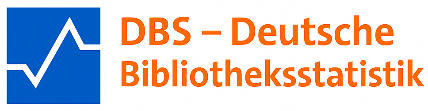 DBS – Deutsche
Bibliotheksstatistik